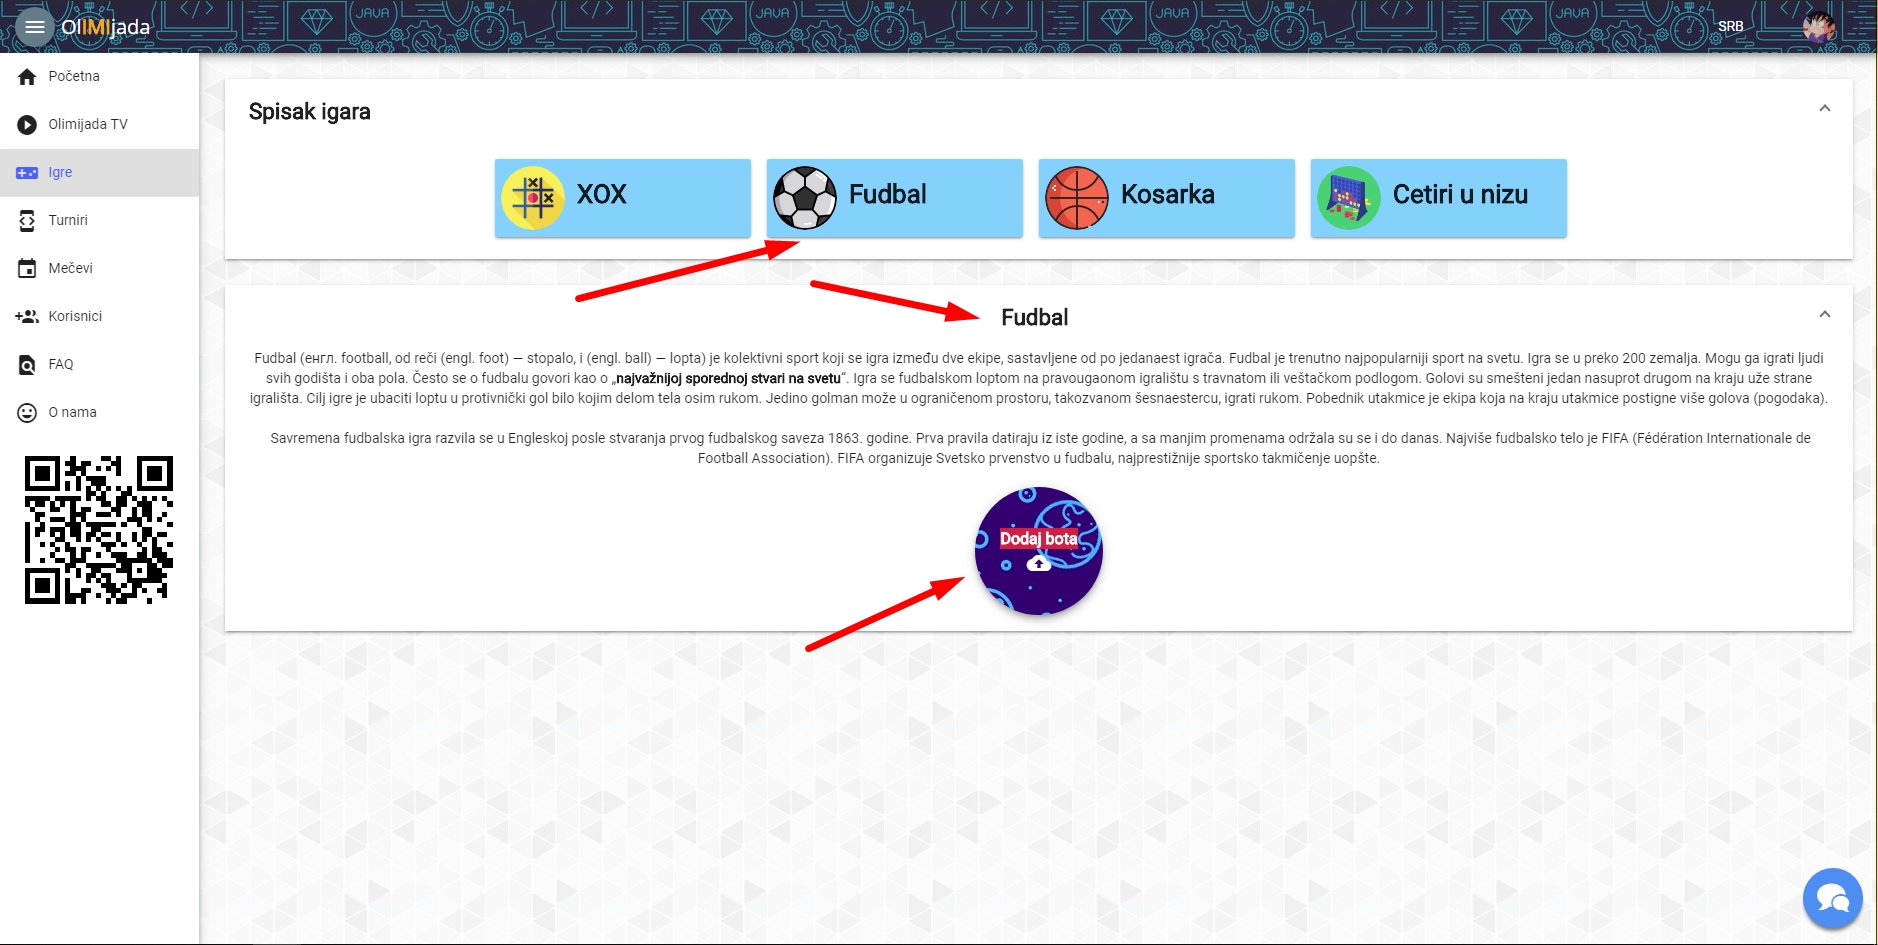 JAVA JAVA JAVA JAVA
OlIMIjada
SRB
Početna
Olimijada TV
Igre
Turniri
Mečevi
Korisnici
FAQ
O nama
Spisak igara
XOX
Fudbal
Kosarka
Cetiri u nizu
Fudbal
Fudbal (енгл. football, od reči (engl. foot) — stopalo, i (engl. ball) — lopta) je kolektivni sport koji se igra između dve ekipe, sastavljene od po jedanaest igrača. Fudbal je trenutno najpopularniji sport na svetu. Igra se u preko 200 zemalja. Mogu ga igrati ljudi
svih godišta i oba pola. Često se o fudbalu govori kao o „najvažnijoj sporednoj stvari na svetu“. Igra se fudbalskom loptom na pravougaonom igralištu s travnatom ili veštačkom podlogom. Golovi su smešteni jedan nasuprot drugom na kraju uže strane
igrališta. Cilj igre je ubaciti loptu u protivnički gol bilo kojim delom tela osim rukom. Jedino golman može u ograničenom prostoru, takozvanom šesnaestercu, igrati rukom. Pobednik utakmice je ekipa koja na kraju utakmice postigne više golova (pogodaka).
Savremena fudbalska igra razvila se u Engleskoj posle stvaranja prvog fudbalskog saveza 1863. godine. Prva pravila datiraju iz iste godine, a sa manjim promenama održala su se i do danas. Najviše fudbalsko telo je FIFA (Fédération Internationale de
Football Association). FIFA organizuje Svetsko prvenstvo u fudbalu, najprestižnije sportsko takmičenje uopšte.
Dodaj bota